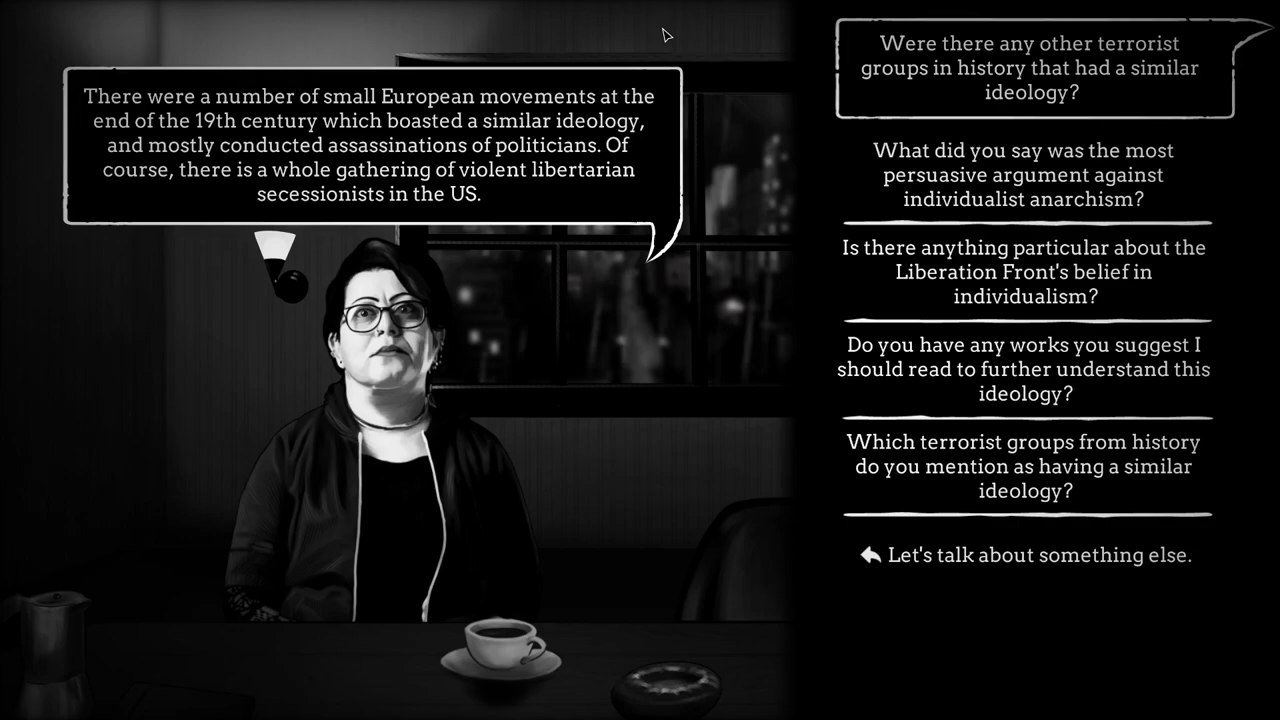 There were a number of small European movements at the
end of the 19th century which boasted a similar ideology,
and mostly conducted assassinations of politicians. Of
course, there is a whole gathering of violent libertarian
secessionists in the US.
Were there any other terrorist
groups in history that had a similar
ideology?
What did you say was the most
persuasive argument against
individualist anarchism?
Is there anything particular about the
Liberation Front's belief in
individualism?
Do you have any works you suggest I
should read to further understand this
ideology?
Which terrorist groups from history
do you mention as having a similar
ideology?
Let's talk about something else.